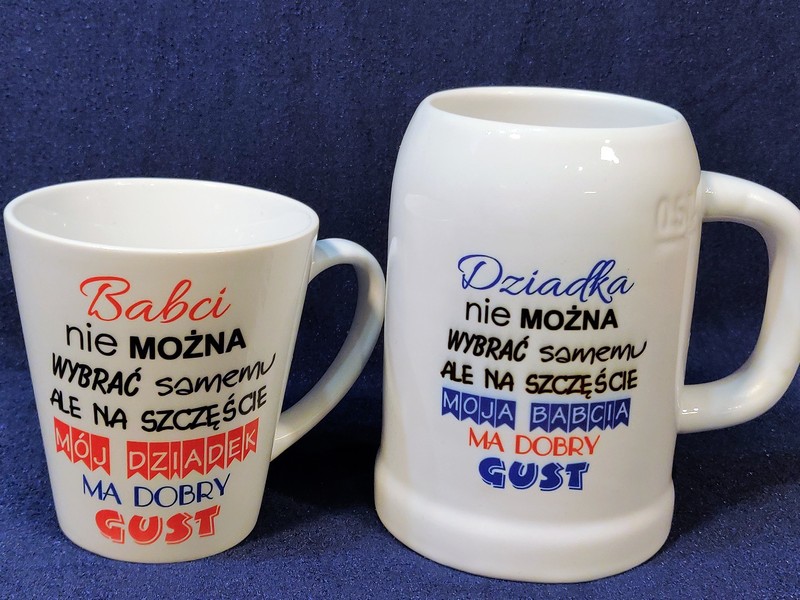 Babci
nie MOŻNA
WYBRAĆ samemu
ALE NA SZCZĘŚCIE
MÓJ DZIADEK
MA DOBRY
GUST
Dziadka
nie MOŻNA
WYBRAĆ samemu
ALE NA SZCZĘŚCIE
MOJA BABCIA
MA DOBRY
GUST